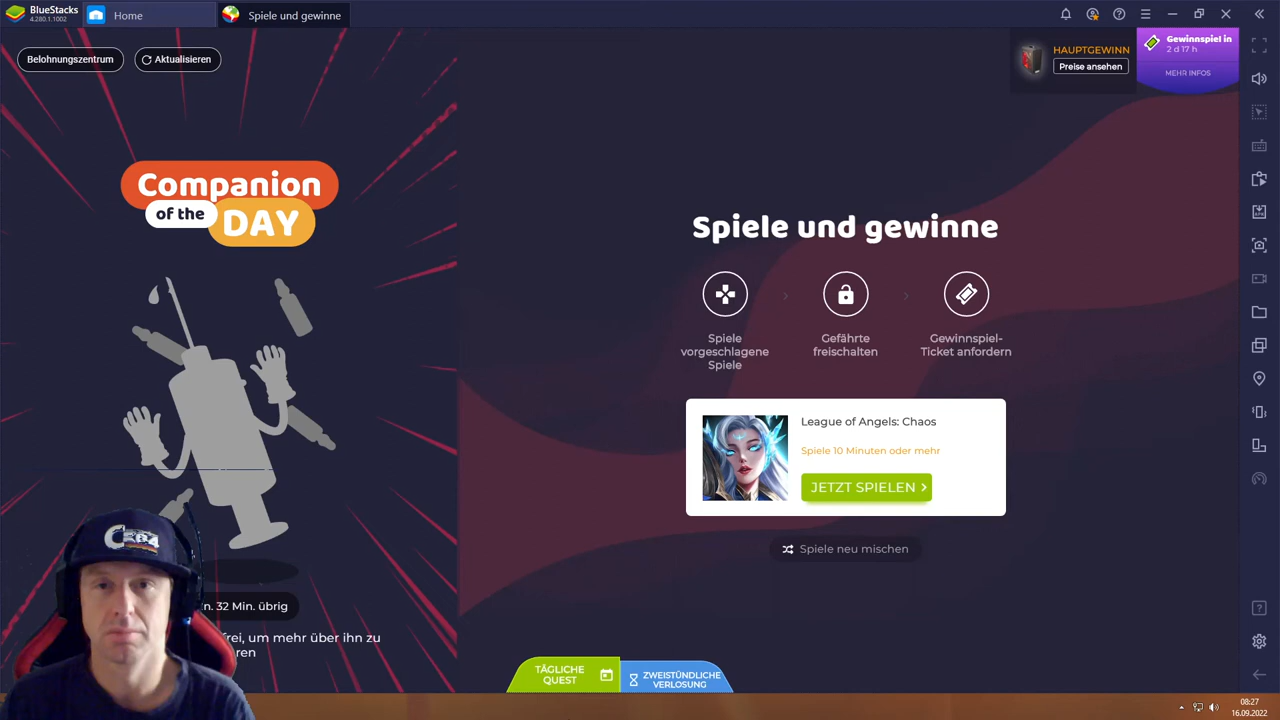 BlueStacks
4.280.1.1002
Home
Spiele und gewinne
Belohnungszentrum
Aktualisieren
HAUPTGEWINN
Preise ansehen
Gewinnspiel in
2 d 17 h
MEHR INFOS
Companion
of the
DAY
Spiele und gewinne
Spiele
vorgeschlagene
Spiele
Gefährte
freischalten
Gewinnspiel-
Ticket anfordern
League of Angels: Chaos
Spiele 10 Minuten oder mehr
JETZT SPIELEN
Spiele neu mischen
32 Min. übrig
um mehr über ihn zu
TÄGLICHE
QUEST
ZWEISTÜNDLICHE
VERLOSUNG
08:27
16.09.2022